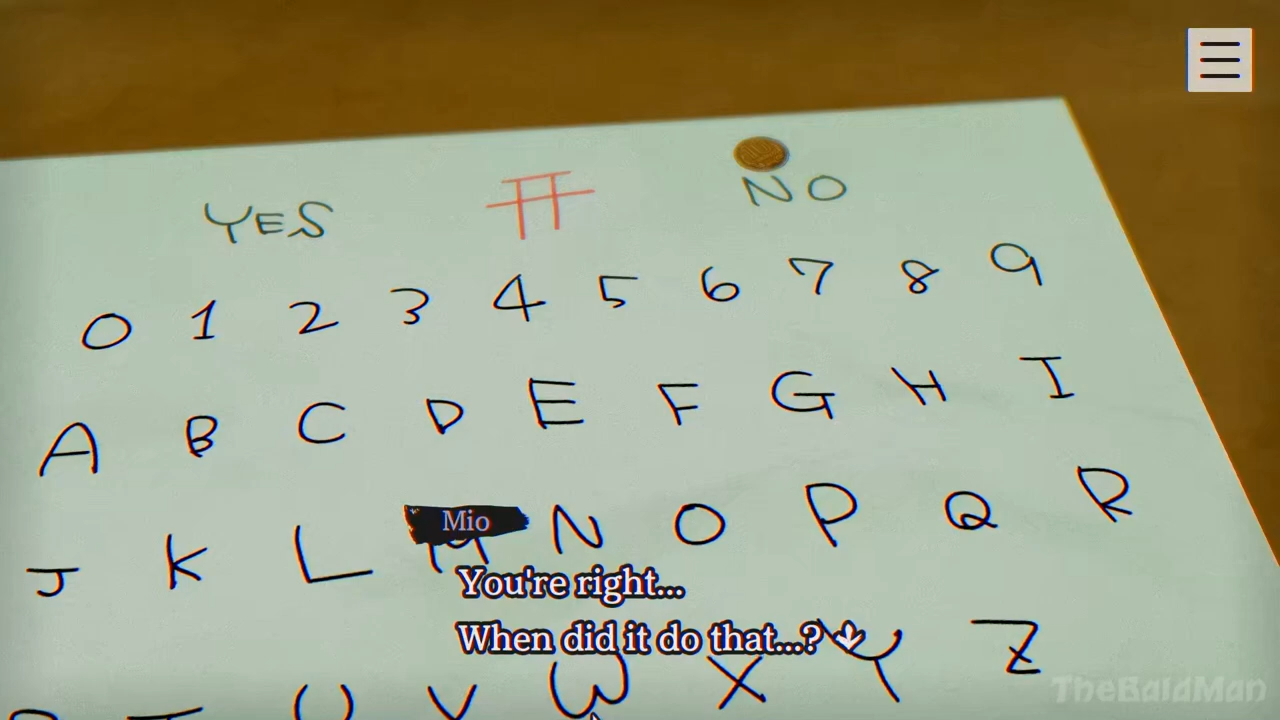 YES NO
0 1 2 3 4 5 6 7 8 9
A B C D E F G H I
J K L M N O P Q R
Mio
You're right...
When did it do that...?
U V W X Y Z
TheBaldMan